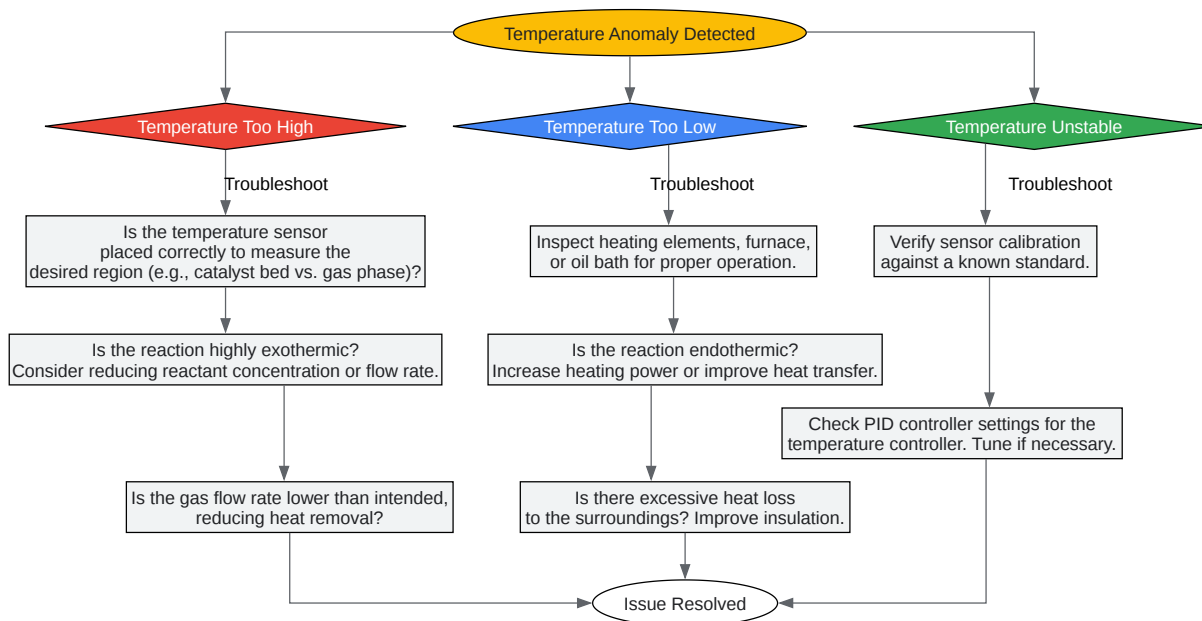 Temperature Anomaly Detected
Temperature Too High
Temperature Too Low
Temperature Unstable
Troubleshoot
Troubleshoot
Troubleshoot
Is the temperature sensor
placed correctly to measure the
desired region (e.g., catalyst bed vs. gas phase)?
Inspect heating elements, furnace,
or oil bath for proper operation.
Verify sensor calibration
against a known standard.
Is the reaction highly exothermic?
Consider reducing reactant concentration or flow rate.
Is the reaction endothermic?
Increase heating power or improve heat transfer.
Check PID controller settings for the
temperature controller. Tune if necessary.
Is the gas flow rate lower than intended,
reducing heat removal?
Is there excessive heat loss
to the surroundings? Improve insulation.
Issue Resolved